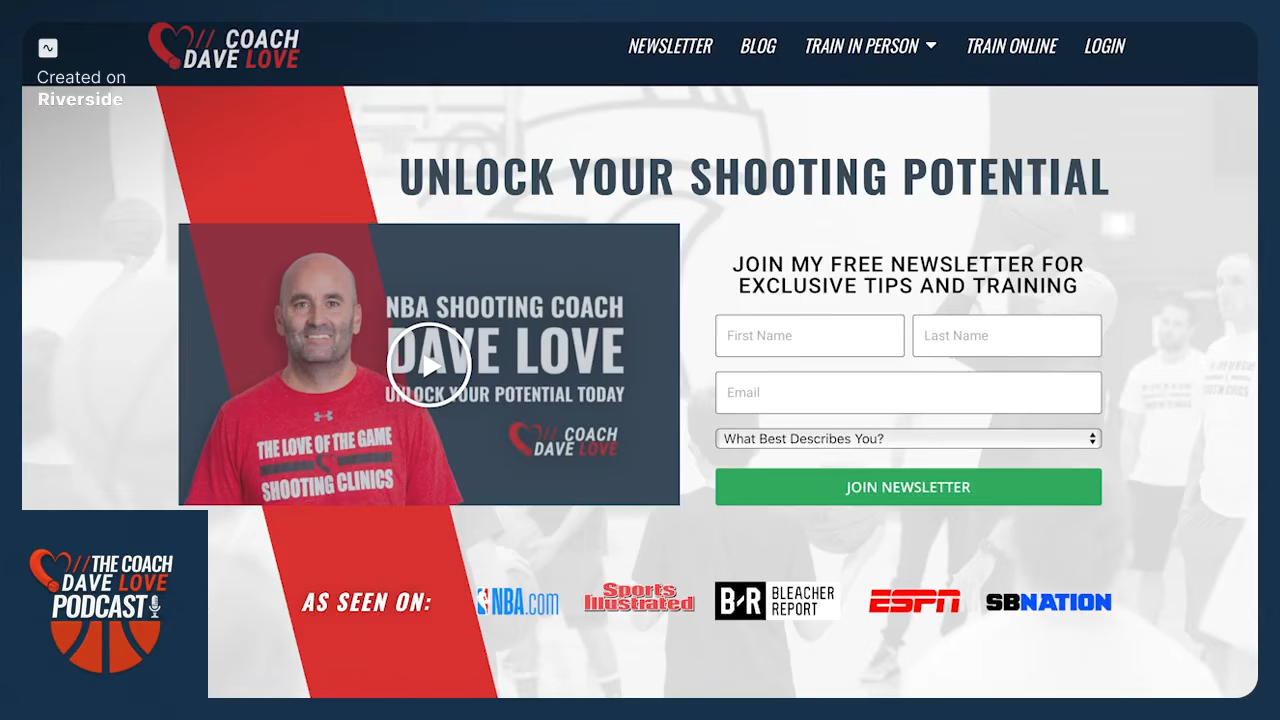 Created on
Riverside
COACH
DAVE LOVE
NEWSLETTER
BLOG
TRAIN IN PERSON
TRAIN ONLINE
LOGIN
UNLOCK YOUR SHOOTING POTENTIAL
NBA SHOOTING COACH
DAVE LOVE
UNLOCK YOUR POTENTIAL TODAY
COACH
DAVE LOVE
THE LOVE OF THE GAME
SHOOTING CLINICS
JOIN MY FREE NEWSLETTER FOR
EXCLUSIVE TIPS AND TRAINING
First Name
Last Name
Email
What Best Describes You?
JOIN NEWSLETTER
THE COACH
DAVE LOVE
PODCAST
AS SEEN ON:
NBA.com
Sports
Illustrated
B/R BLEACHER
REPORT
ESPN
SBNATION